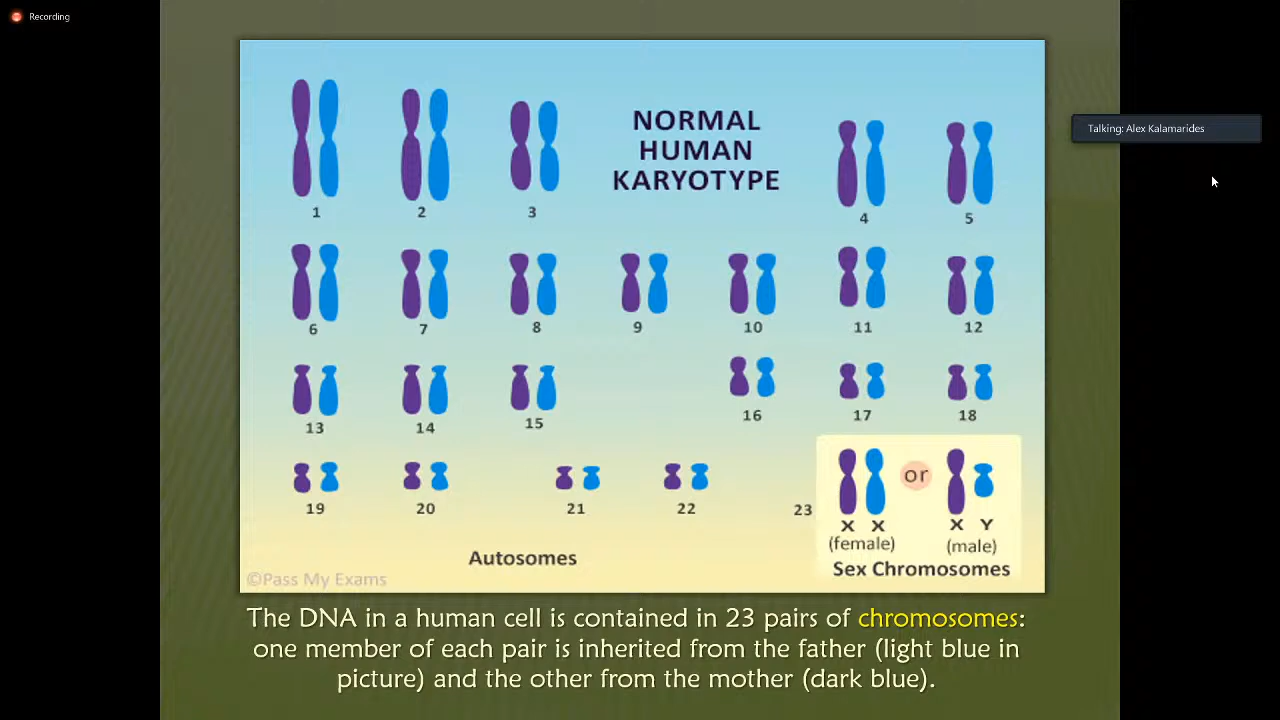 Recording
Talking: Alex Kalamarides
NORMAL
HUMAN
KARYOTYPE
1 2 3 4 5
6 7 8 9 10 11 12
13 14 15 16 17 18
19 20 21 22 23
or
X X X Y
(female) (male)
Sex Chromosomes
Autosomes
©Pass My Exams
The DNA in a human cell is contained in 23 pairs of chromosomes:
one member of each pair is inherited from the father (light blue in
picture) and the other from the mother (dark blue).